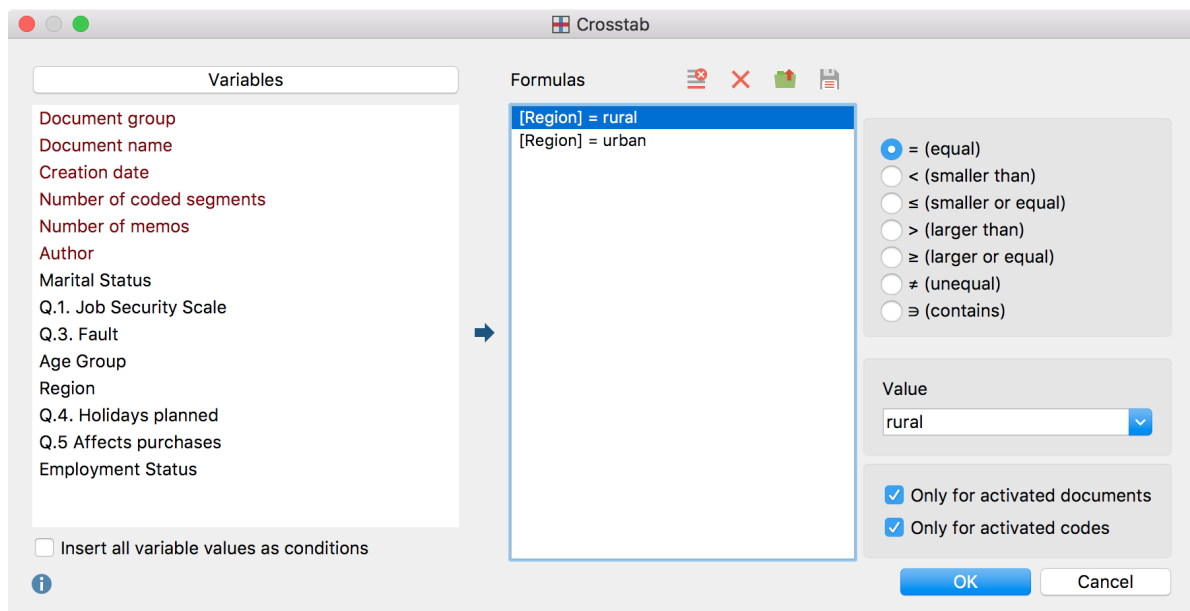 Crosstab
Variables
Document group
Document name
Creation date
Number of coded segments
Number of memos
Author
Marital Status
Q.1. Job Security Scale
Q.3. Fault
Age Group
Region
Q.4. Holidays planned
Q.5 Affects purchases
Employment Status
Insert all variable values as conditions
Formulas
[Region] = rural
[Region] = urban
= (equal)
< (smaller than)
≤ (smaller or equal)
> (larger than)
≥ (larger or equal)
≠ (unequal)
∋ (contains)
Value
rural
Only for activated documents
Only for activated codes
OK
Cancel